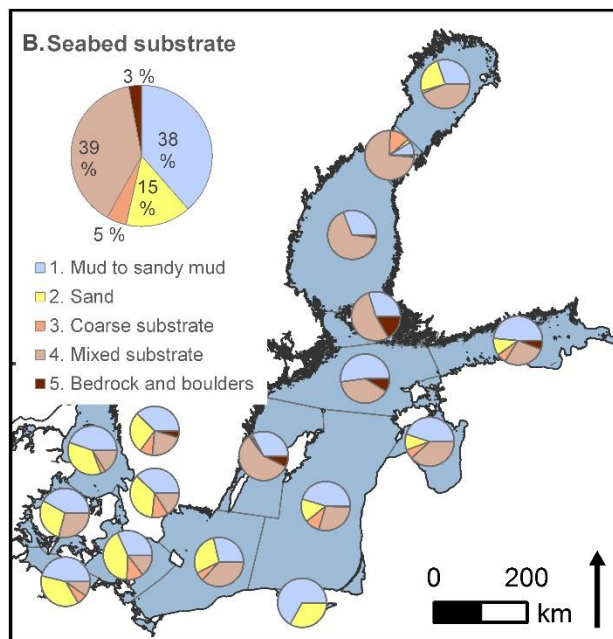 B. Seabed substrate
3 %
39
%
38
%
15
%
5 %
1. Mud to sandy mud
2. Sand
3. Coarse substrate
4. Mixed substrate
5. Bedrock and boulders
0 200
km